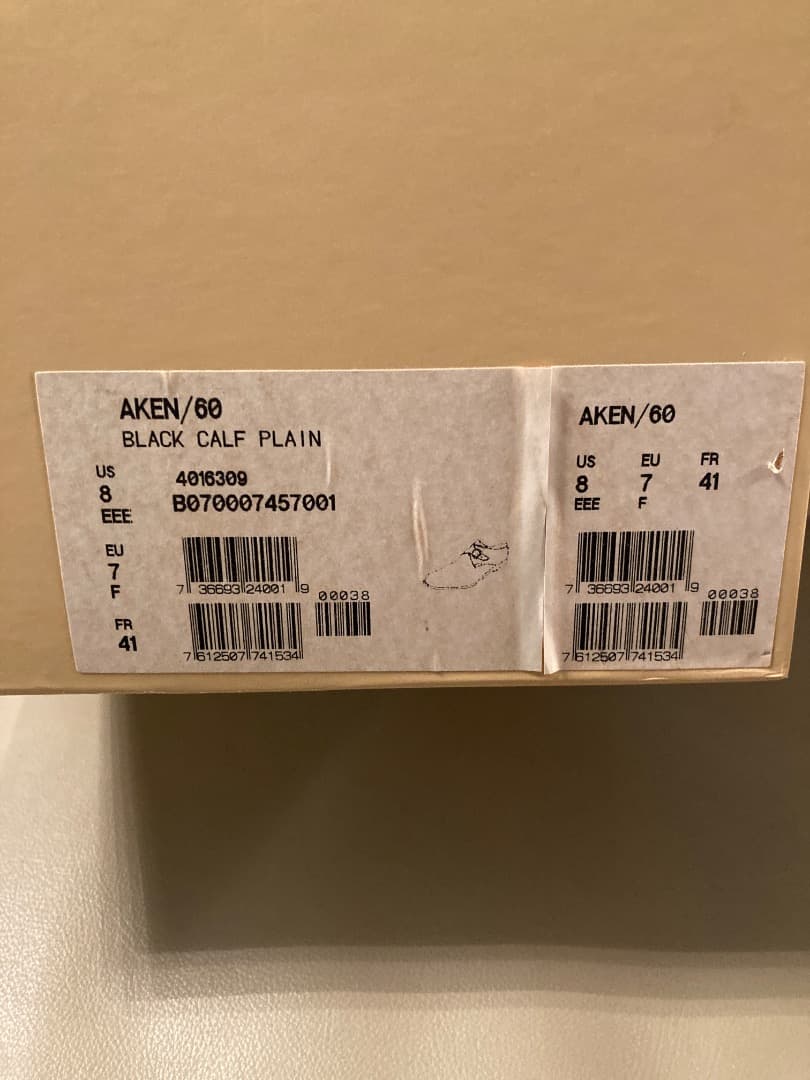 AKEN/60
BLACK CALF PLAIN
US
8
EEE
4016309
B070007457001
EU
7
F
FR
41
7 36693 24001 9
00038
7 612507 741534
AKEN/60
US EU FR
8 7 41
EEE F
7 36693 24001 9
00038
7 612507 741534